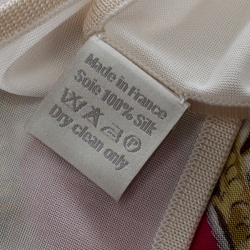 Made in France
Soie 100% Silk
Dry clean only